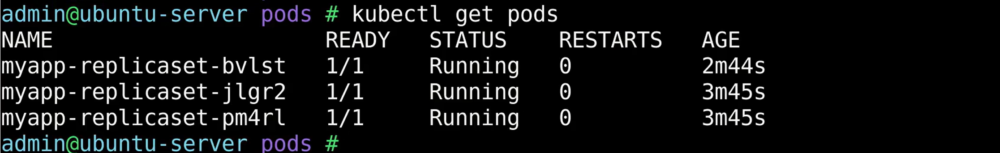 admin@ubuntu-server pods # kubectl get pods
NAME                     READY   STATUS    RESTARTS   AGE
myapp-replicaset-bvlst   1/1     Running   0          2m44s
myapp-replicaset-jlgr2   1/1     Running   0          3m45s
myapp-replicaset-pm4rl   1/1     Running   0          3m45s
admin@ubuntu-server pods #